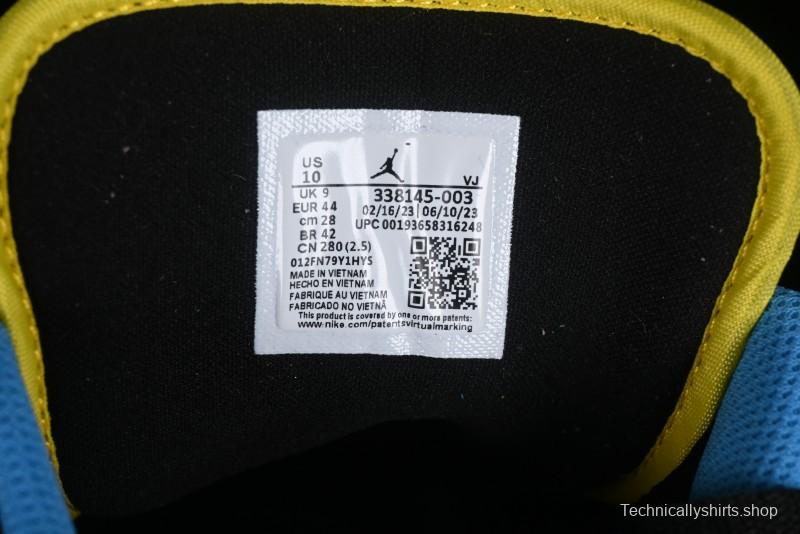 US
10
VJ
UK 9
338145-003
EUR 44
02/16/23 | 06/10/23
cm 28
UPC 00193658316248
BR 42
CN 280 (2.5)
012FN79Y1HYS
MADE IN VIETNAM
HECHO EN VIETNAM
FABRIQUE AU VIETNAM
FABRICADO NO VIETNÃ
This product is covered by one or more patents:
www.nike.com/patentsvirtualmarking
Technicallyshirts.shop